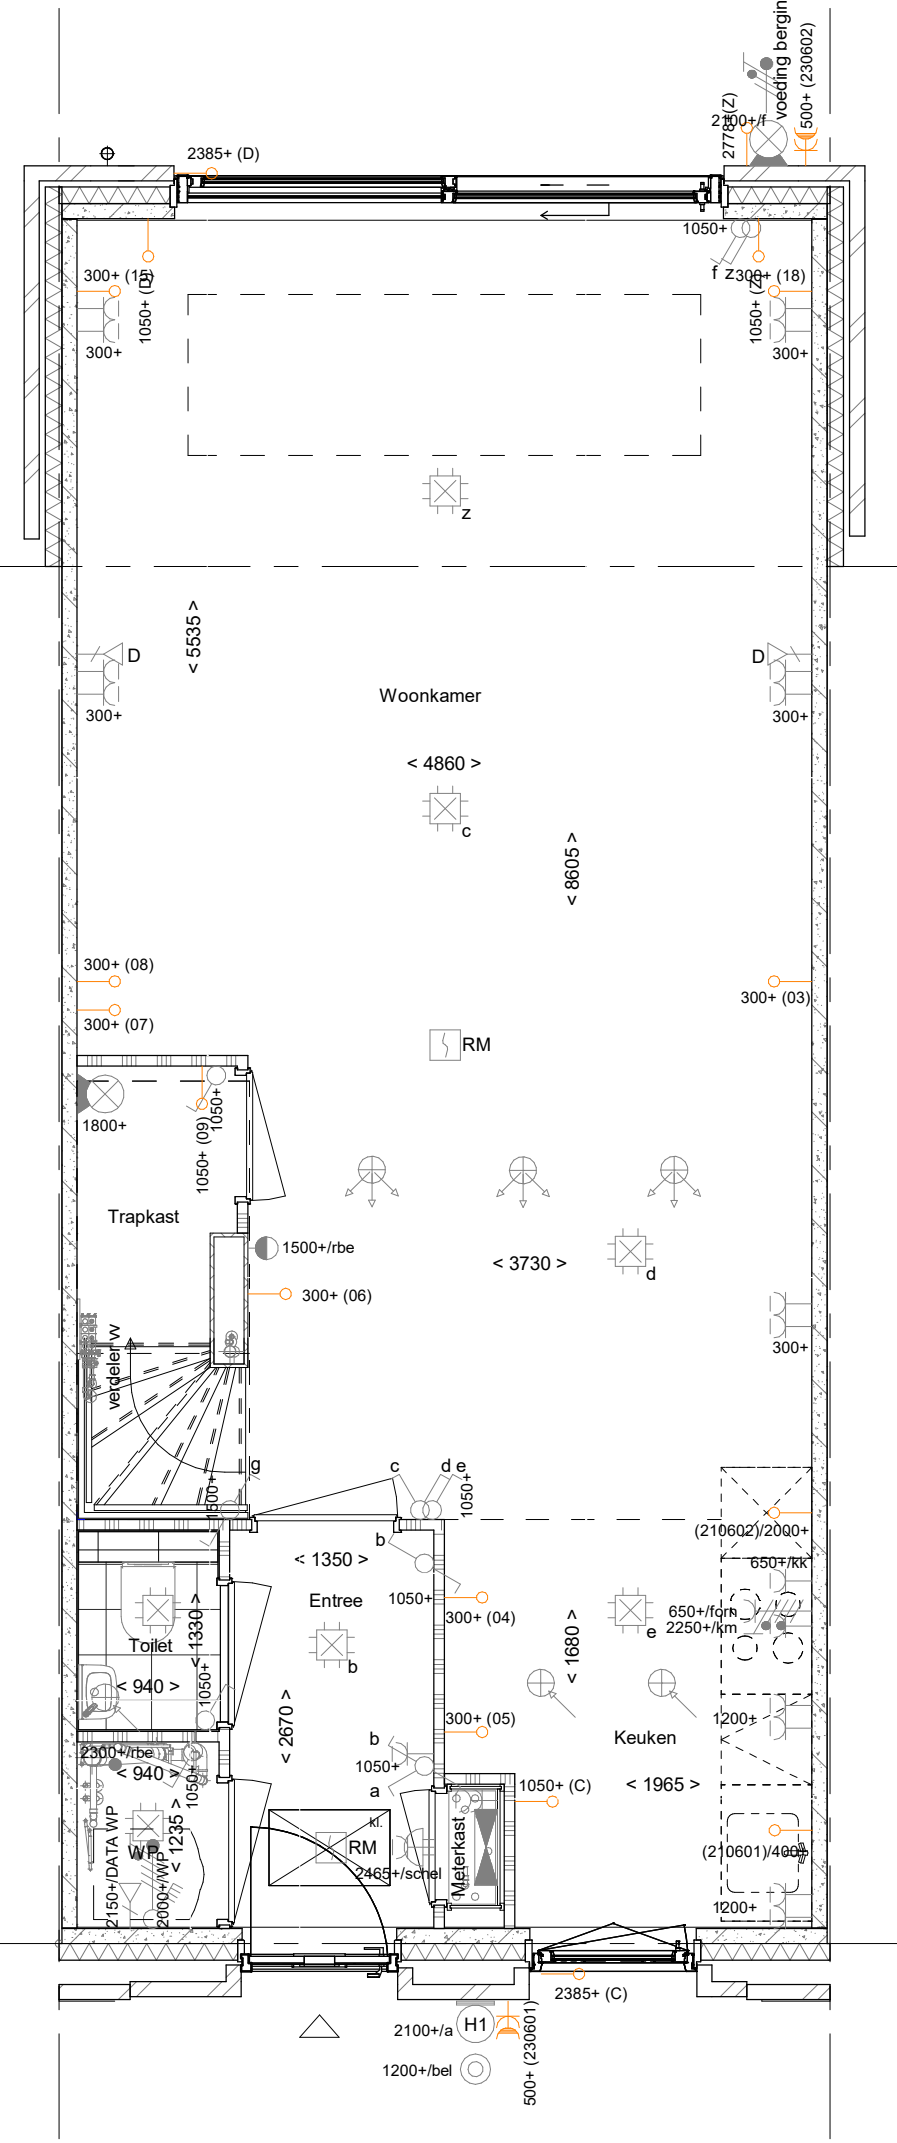 voeding bergin
500+ (230602)
2778+(Z)
2100+/f
2385+ (D)
1050+
f z
300+ (15)
1050+ (D)
300+ (18)
1050+ (Z)
300+
300+
z
< 5535 >
D
D
300+
300+
Woonkamer
< 4860 >
c
< 8605 >
300+ (08)
300+ (07)
300+ (03)
RM
1800+
1050+
1050+ (09)
Trapkast
1500+/rbe
< 3730 >
d
300+ (06)
300+
verdeler VV
g
1500+
c
d e
1050+
(210602)/2000+
b
< 1350 >
650+/kk
Entree
1050+
300+ (04)
650+/forn
2250+/km
< 1330 >
< 1680 >
Toilet
b
e
< 940 >
1050+
< 2670 >
300+ (05)
1200+
Keuken
2300+/rbe
b
1050+
< 940 >
1050+
a
1050+ (C)
< 1965 >
kl.
RM
< 1235 >
WP
2465+/schel
Meterkast
(210601)/400+
2150+/DATA WP
2000+/WP
1200+
2385+ (C)
2100+/a
H1
500+ (230601)
1200+/bel